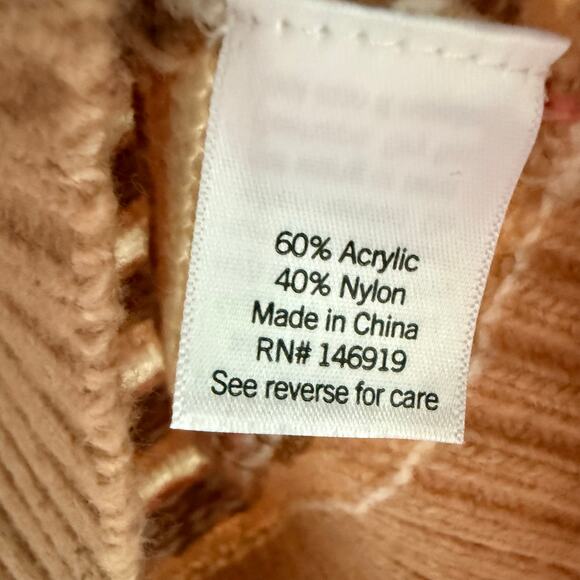 60% Acrylic
40% Nylon
Made in China
RN# 146919
See reverse for care